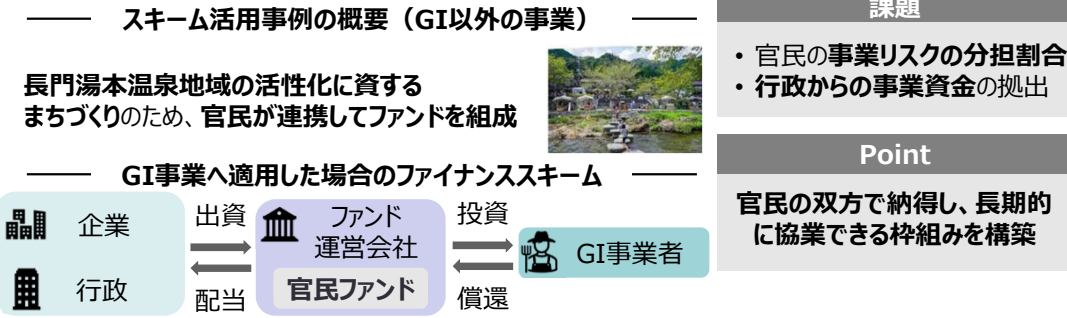 スキーム活用事例の概要（GI以外の事業）
長門湯本温泉地域の活性化に資する
まちづくりのため、官民が連携してファンドを組成
GI事業へ適用した場合のファイナンススキーム
企業
行政
出資
配当
ファンド
運営会社
官民ファンド
投資
償還
GI事業者
課題
• 官民の事業リスクの分担割合
• 行政からの事業資金の拠出
Point
官民の双方で納得し、長期的
に協業できる枠組みを構築